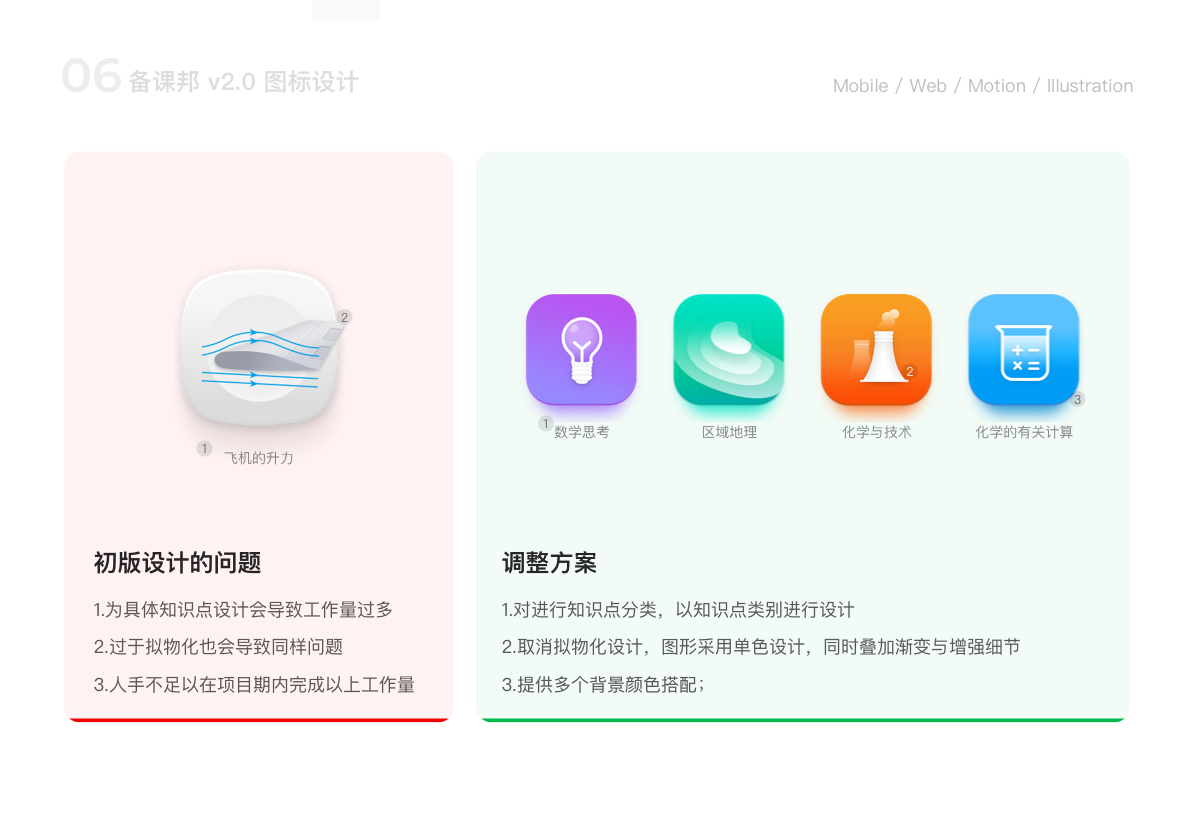 06 备课邦 v2.0 图标设计
Mobile / Web / Motion / Illustration
2
1
飞机的升力
初版设计的问题
1.为具体知识点设计会导致工作量过多
2.过于拟物化也会导致同样问题
3.人手不足以在项目期内完成以上工作量
2
3
1
数学思考
区域地理
化学与技术
化学的有关计算
调整方案
1.对进行知识点分类，以知识点类别进行设计
2.取消拟物化设计，图形采用单色设计，同时叠加渐变与增强细节
3.提供多个背景颜色搭配；